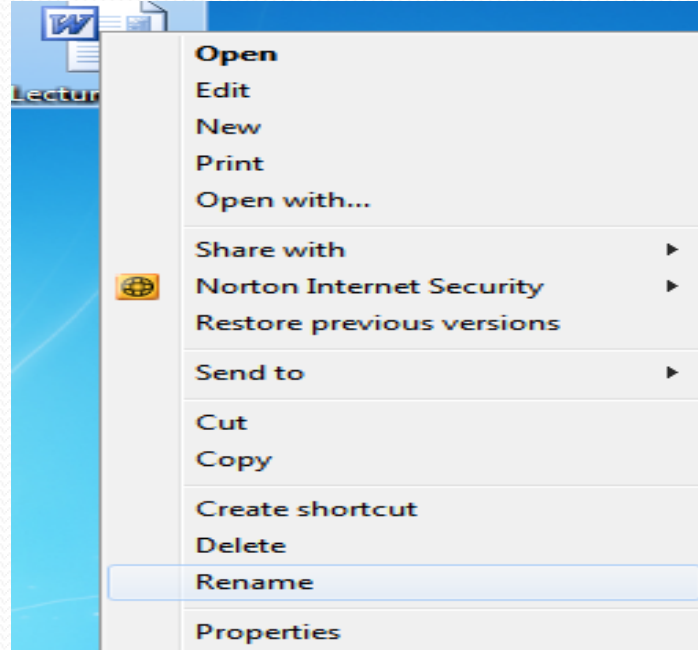 W
Open
Lectur
Edit
New
Print
Open with...
Share with
Norton Internet Security
Restore previous versions
Send to
Cut
Copy
Create shortcut
Delete
Rename
Properties